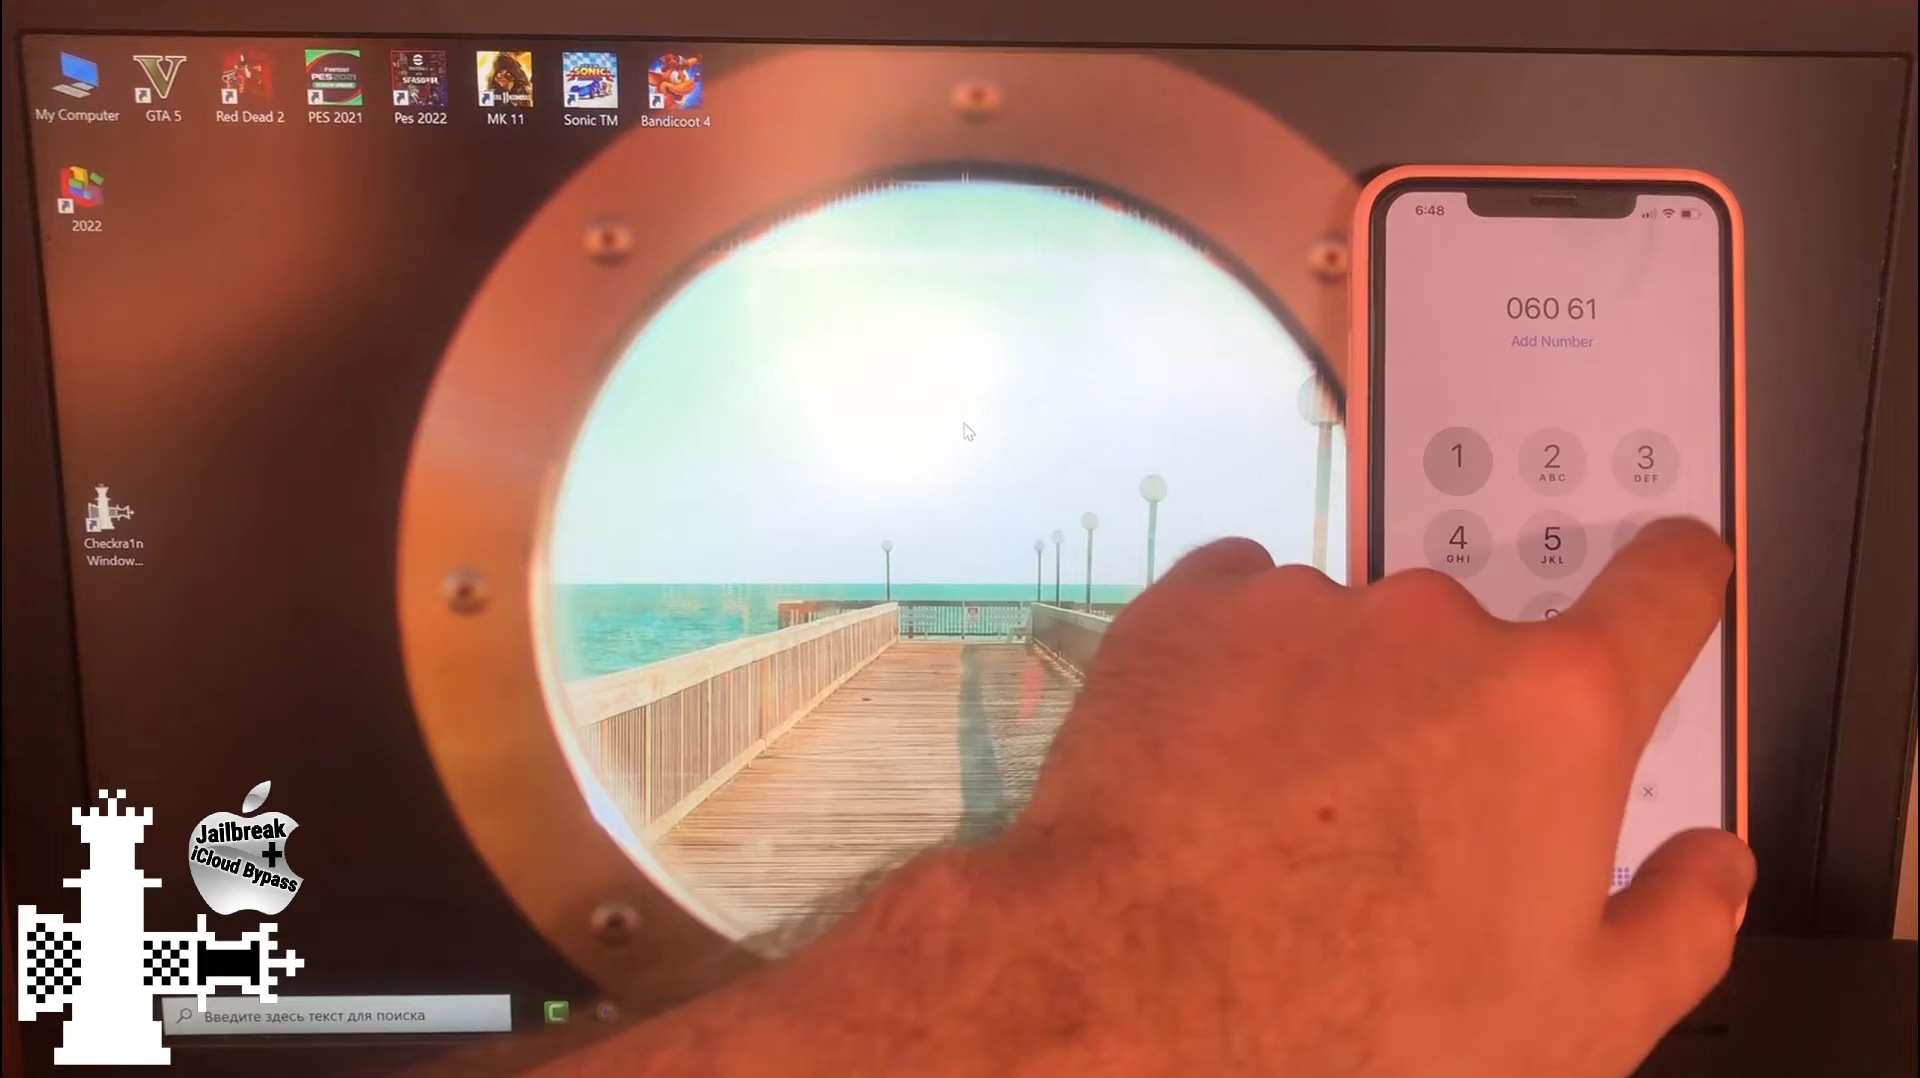 My Computer
GTA 5
Red Dead 2
PES 2021
Pes 2022
MK 11
Sonic TM
Bandicoot 4
2022
Checkra1n
Window...
6:48
060 61
Add Number
1
2
ABC
3
DEF
4
GHI
5
JKL
Jailbreak
+
iCloud Bypass
Введите здесь текст для поиска